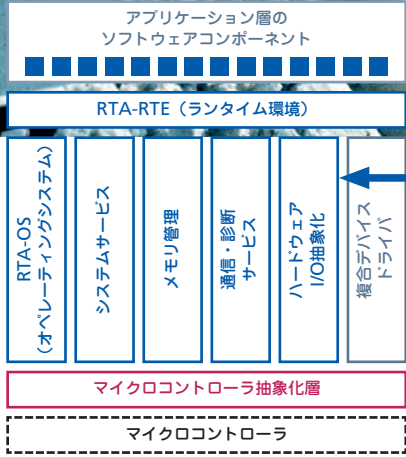 アプリケーション層の
ソフトウェアコンポーネント
RTA-RTE（ランタイム環境）
RTA-OS
（オペレーティングシステム）
システムサービス
メモリ管理
通信・診断
サービス
ハードウェア
I/O抽象化
複合デバイス
ドライバ
マイクロコントローラ抽象化層
マイクロコントローラ